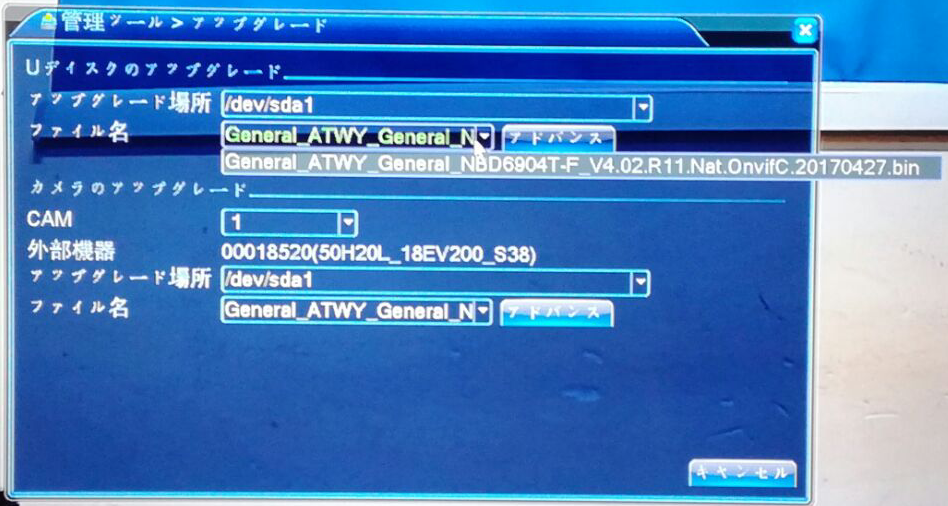 管理ツール > アップグレード
Uディスクのアップグレード
アップグレード場所 /dev/sda1
ファイル名 General_ATWY_General_N アドバンス
General_ATWY_General_NBD6904T-F_V4.02.R11.Nat.OnvifC.20170427.bin
カメラのアップグレード
CAM 1
外部機器 00018520(50H20L_18EV200_S38)
アップグレード場所 /dev/sda1
ファイル名 General_ATWY_General_N アドバンス
キャンセル